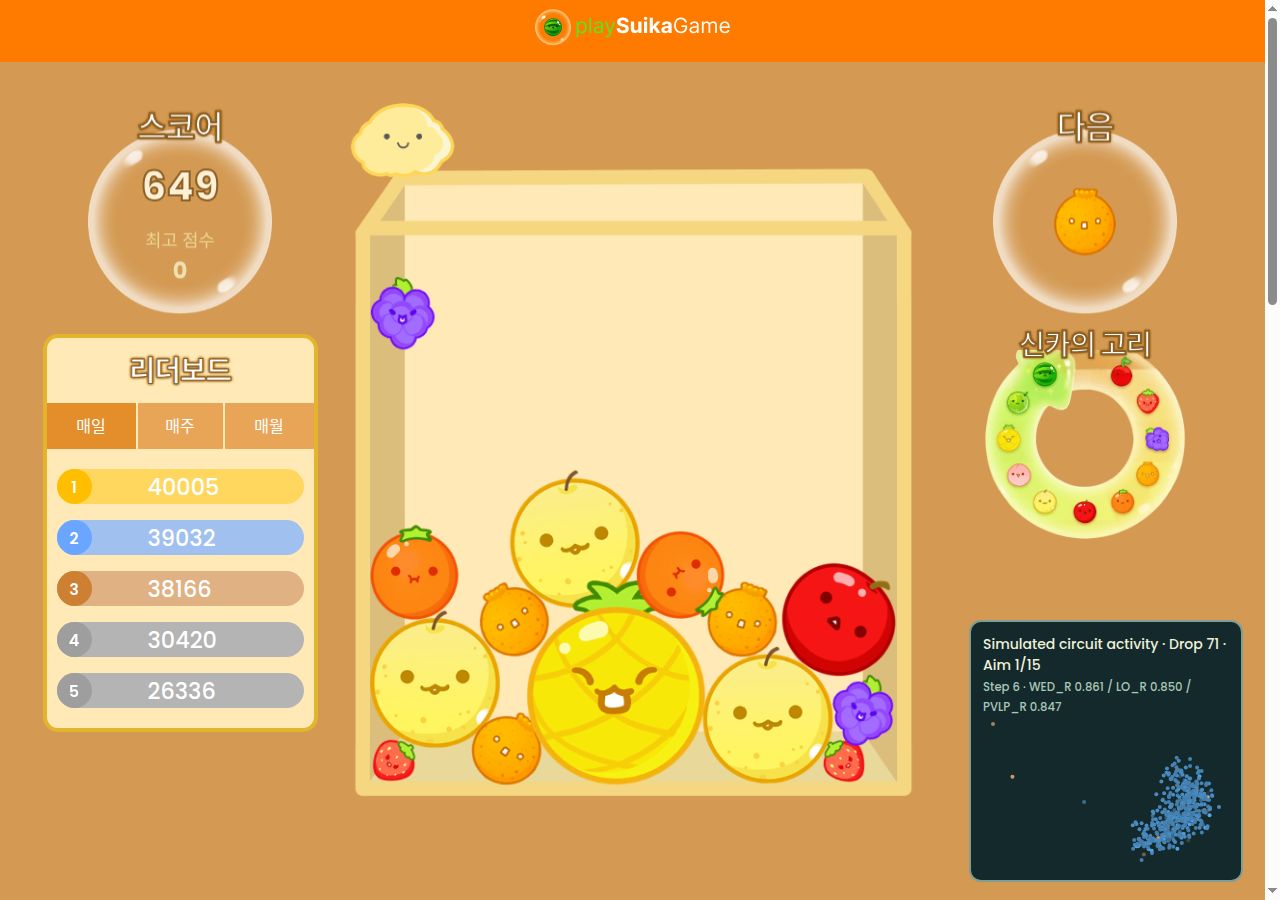 playSuikaGame
스코어
649
최고 점수
0
다음
리더보드
매일 매주 매월
1 40005
2 39032
3 38166
4 30420
5 26336
신카의 고리
Simulated circuit activity · Drop 71 ·
Aim 1/15
Step 6 · WED_R 0.861 / LO_R 0.850 /
PVLP_R 0.847